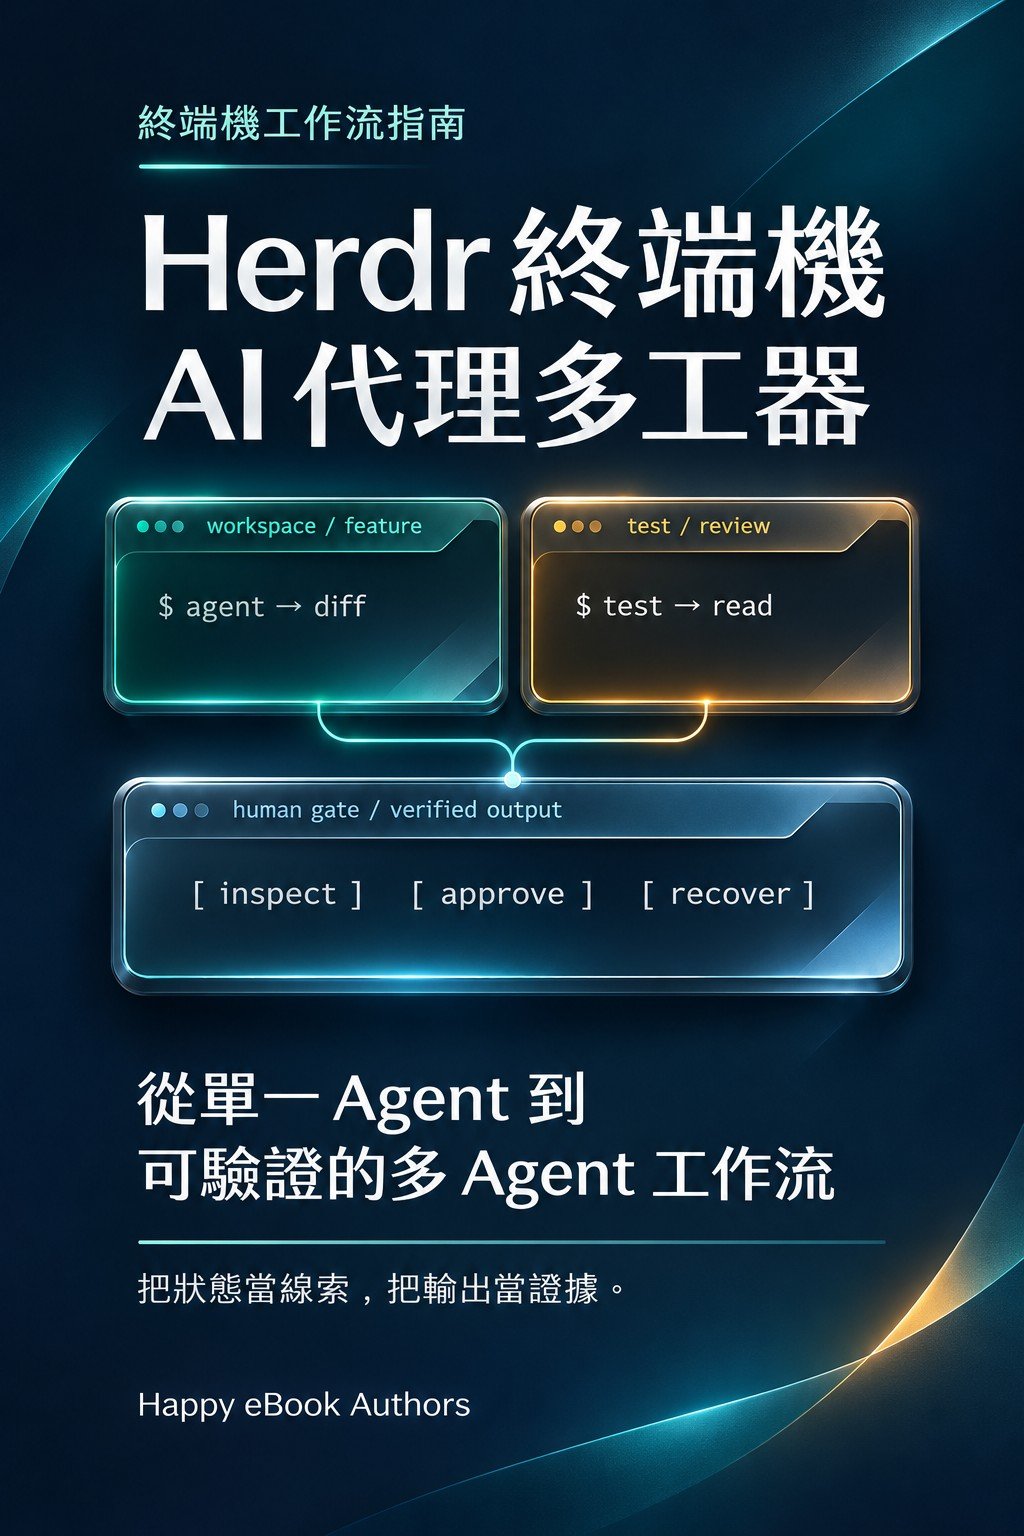 終端機工作流指南
Herdr 終端機
AI 代理多工器
workspace / feature
$ agent → diff
test / review
$ test → read
human gate / verified output
[ inspect ] [ approve ] [ recover ]
從單一 Agent 到
可驗證的多 Agent 工作流
把狀態當線索，把輸出當證據。
Happy eBook Authors